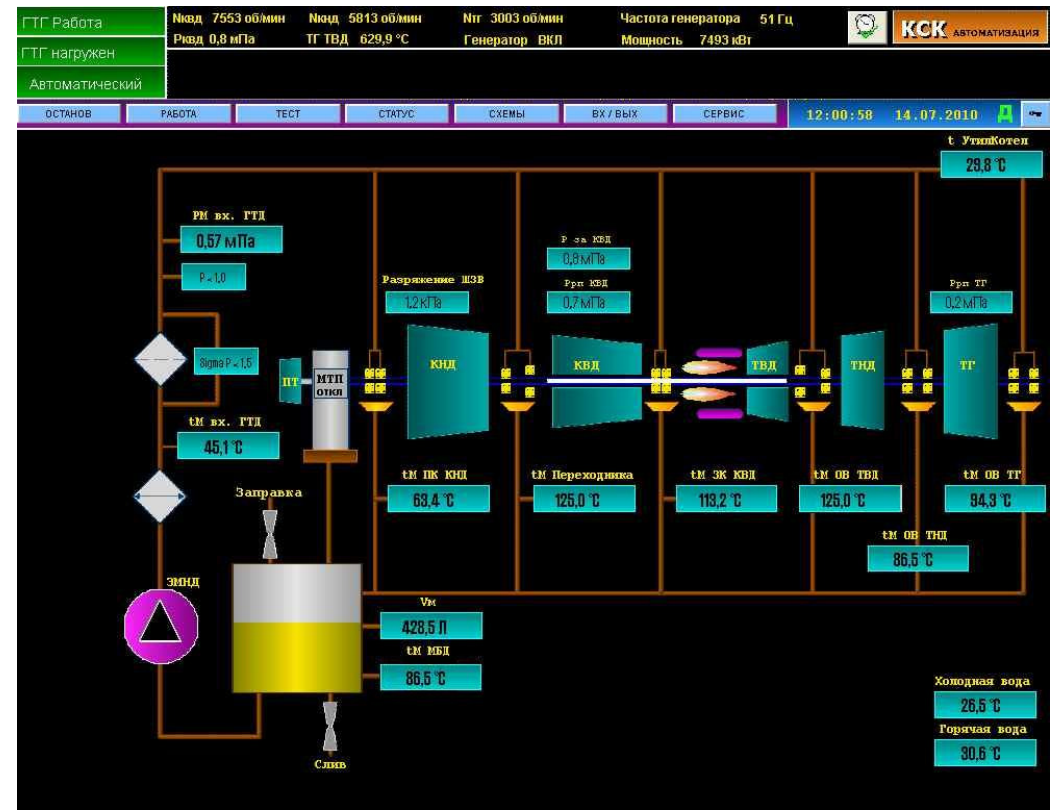 ГТГ Работа
ГТГ нагружен
Автоматический
Nквд 7553 об/мин Nкнд 5813 об/мин Nтг 3003 об/мин Частота генератора 51 Гц
Рквд 0,8 мПа ТГ ТВД 629,9 °C Генератор ВКЛ Мощность 7493 кВт
КСК АВТОМАТИЗАЦИЯ
ОСТАНОВ РАБОТА ТЕСТ СТАТУС СХЕМЫ ВХ / ВЫХ СЕРВИС 12:00:58 14.07.2010 Д
t УтилКотел
29,8 °C
РМ вх. ГТД
0,57 мПа
P < 1,0
Р за КВД
0,8 мПа
Разряжение ШЗВ
1,2 кПа
Ррп КВД
0,7 мПа
Ррп ТГ
0,2 мПа
Sigma P < 1,5
ПТ
МТП
ОТКЛ
КНД
КВД
ТВД
ТНД
ТГ
tМ вх. ГТД
45,1 °C
tМ ПК КНД
63,4 °C
tМ Переходника
125,0 °C
tМ ЗК КВД
113,2 °C
tМ ОВ ТВД
125,0 °C
tМ ОВ ТГ
94,3 °C
tМ ОВ ТНД
86,5 °C
Заправка
ЭМНД
Vм
428,5 Л
tМ МБД
86,5 °C
Слив
Холодная вода
26,5 °C
Горячая вода
30,6 °C